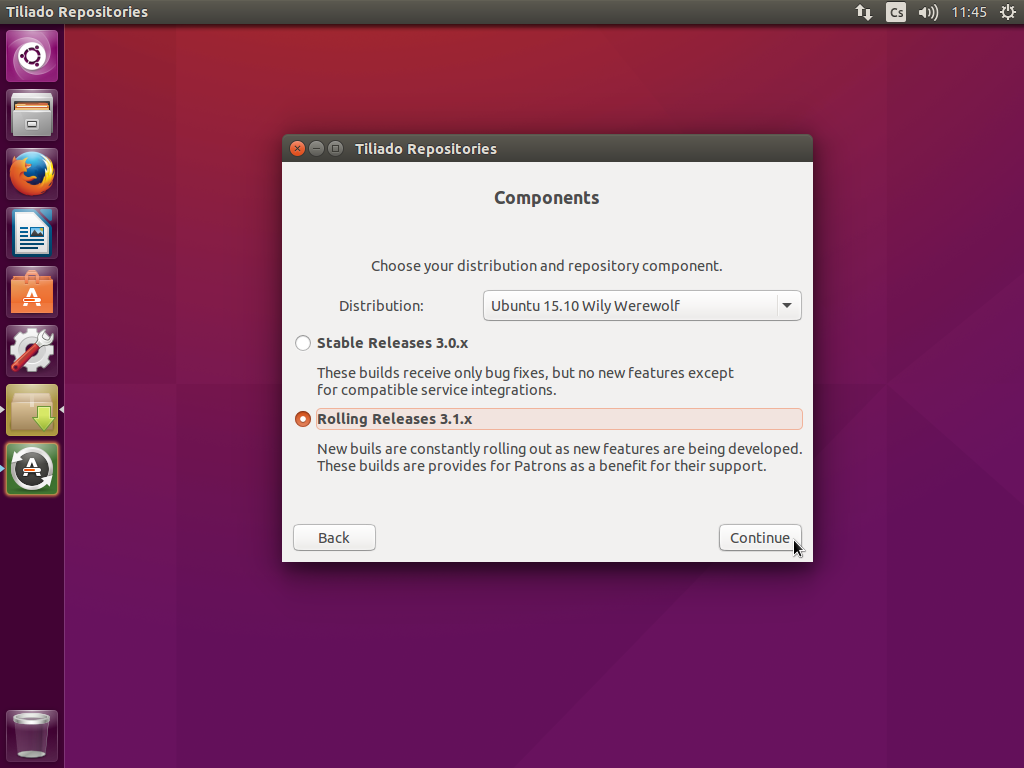 Tiliado Repositories
Cs
11:45
Tiliado Repositories
Components
Choose your distribution and repository component.
Distribution: Ubuntu 15.10 Wily Werewolf
Stable Releases 3.0.x
These builds receive only bug fixes, but no new features except
for compatible service integrations.
Rolling Releases 3.1.x
New buils are constantly rolling out as new features are being developed.
These builds are provides for Patrons as a benefit for their support.
Back
Continue